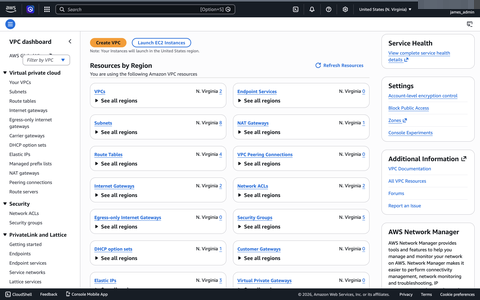 aws
Search
[Option+S]
United States (N. Virginia)
james_admin
VPC dashboard
AWS
Filter by VPC
Virtual private cloud
Your VPCs
Subnets
Route tables
Internet gateways
Egress-only internet
gateways
Carrier gateways
DHCP option sets
Elastic IPs
Managed prefix lists
NAT gateways
Peering connections
Route servers
Security
Network ACLs
Security groups
PrivateLink and Lattice
Getting started
Endpoints
Endpoint services
Service networks
Lattice services
Create VPC
Launch EC2 Instances
Note: Your Instances will launch in the United States region.
Resources by Region
Refresh Resources
You are using the following Amazon VPC resources
VPCs
N. Virginia 2
See all regions
Endpoint Services
N. Virginia 0
See all regions
Subnets
N. Virginia 8
See all regions
NAT Gateways
N. Virginia 1
See all regions
Route Tables
N. Virginia 4
See all regions
VPC Peering Connections
N. Virginia 0
See all regions
Internet Gateways
N. Virginia 2
See all regions
Network ACLs
N. Virginia 2
See all regions
Egress-only Internet Gateways
N. Virginia 0
See all regions
Security Groups
N. Virginia 5
See all regions
DHCP option sets
N. Virginia 1
See all regions
Customer Gateways
N. Virginia 0
See all regions
Elastic IPs
N. Virginia 3
Virtual Private Gateways
N. Virginia 0
Service Health
View complete service
health details
Settings
Account-level encryption control
Block Public Access
Zones
Console Experiments
Additional Information
VPC Documentation
All VPC Resources
Forums
Report an Issue
AWS Network Manager
AWS Network Manager provides
tools and features to help you
manage and monitor your network
on AWS. Network Manager makes it
easier to perform connectivity
management, network monitoring
and troubleshooting, IP
CloudShell
Feedback
Console Mobile App
© 2026, Amazon Web Services, Inc. or its affiliates.
Privacy
Terms
Cookie preferences